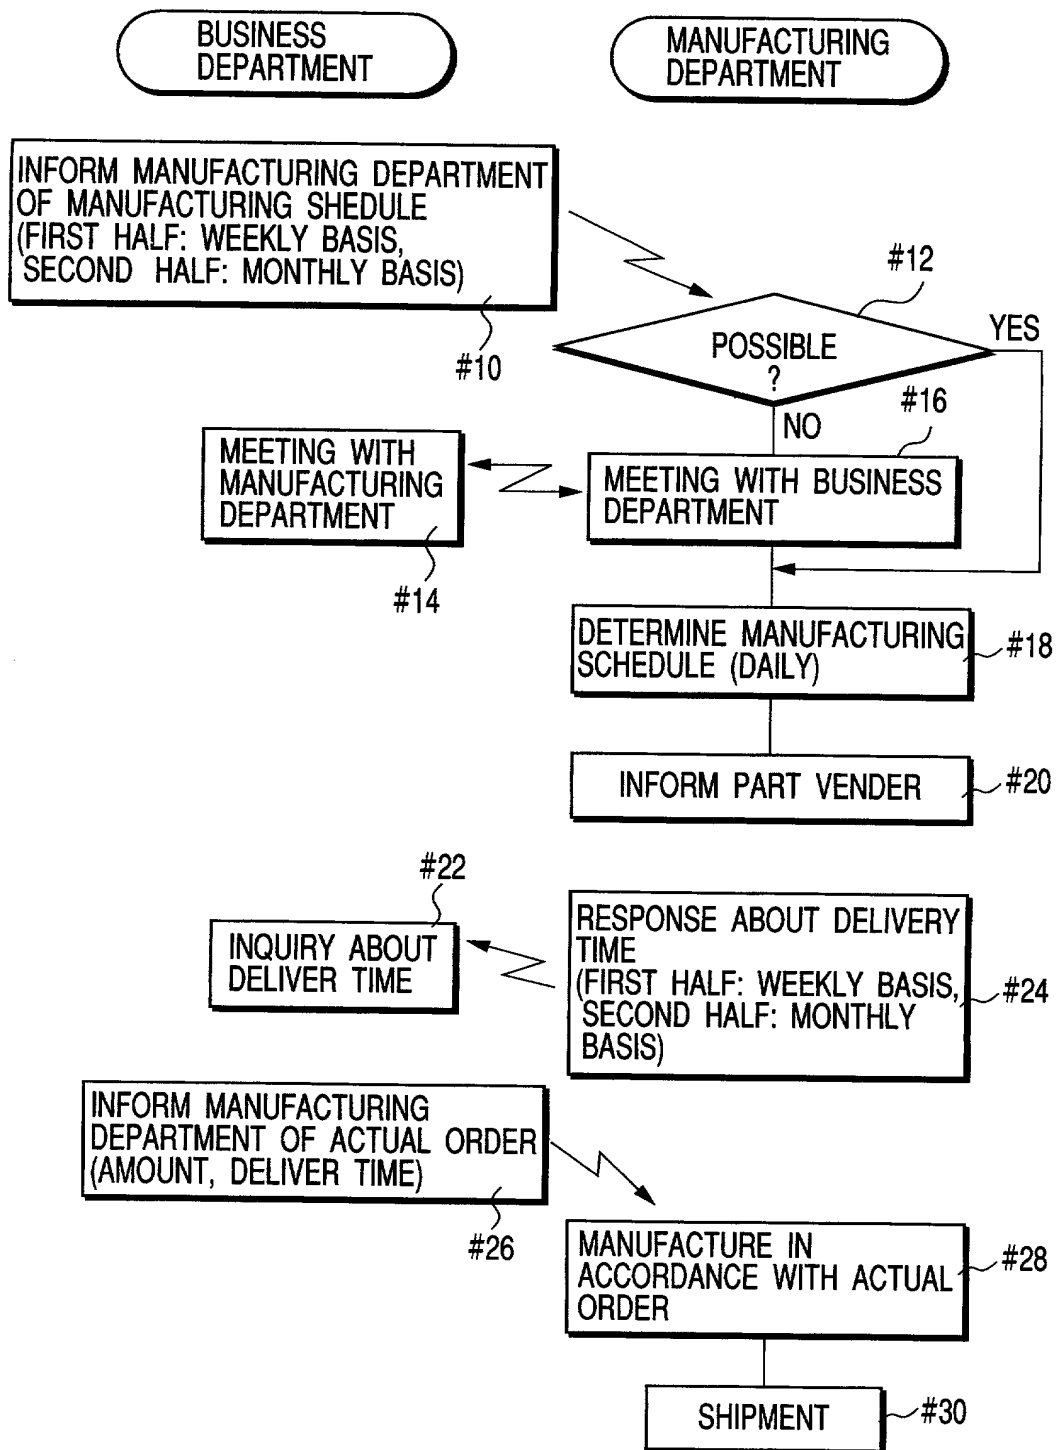 BUSINESS
DEPARTMENT
MANUFACTURING
DEPARTMENT
INFORM MANUFACTURING DEPARTMENT
OF MANUFACTURING SHEDULE
(FIRST HALF: WEEKLY BASIS,
SECOND HALF: MONTHLY BASIS)
#10
#12
POSSIBLE
?
YES
NO
#16
MEETING WITH
MANUFACTURING
DEPARTMENT
#14
MEETING WITH BUSINESS
DEPARTMENT
DETERMINE MANUFACTURING
SCHEDULE (DAILY)
#18
INFORM PART VENDER
#20
#22
INQUIRY ABOUT
DELIVER TIME
RESPONSE ABOUT DELIVERY
TIME
(FIRST HALF: WEEKLY BASIS,
SECOND HALF: MONTHLY
BASIS)
#24
INFORM MANUFACTURING
DEPARTMENT OF ACTUAL ORDER
(AMOUNT, DELIVER TIME)
#26
MANUFACTURE IN
ACCORDANCE WITH ACTUAL
ORDER
#28
SHIPMENT
#30